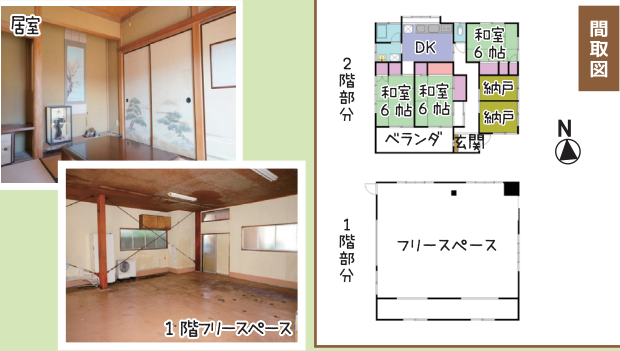 居室
1階フリースペース
間取図
2階部分
DK
和室
6帖
和室
6帖
和室
6帖
納戸
納戸
ベランダ
玄関
N
1階部分
フリースペース